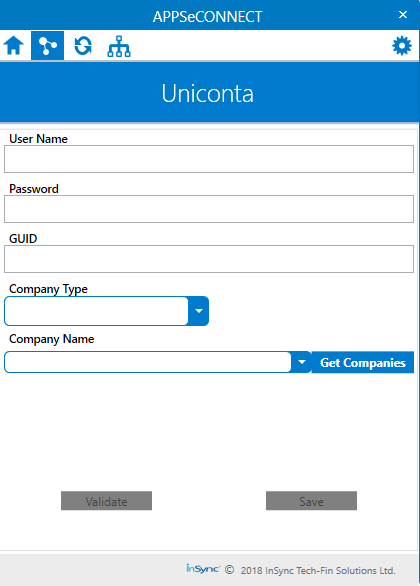 APPSeCONNECT
Uniconta
User Name
Password
GUID
Company Type
Company Name
Get Companies
Validate Save
inSync © 2018 InSync Tech-Fin Solutions Ltd.